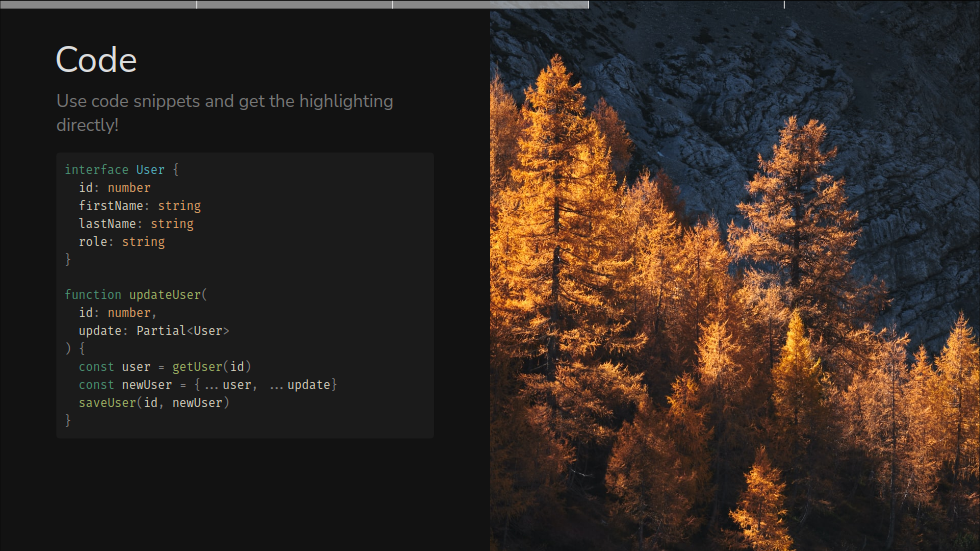 Code
Use code snippets and get the highlighting
directly!
interface User {
  id: number
  firstName: string
  lastName: string
  role: string
}
function updateUser(
  id: number,
  update: Partial<User>
) {
  const user = getUser(id)
  const newUser = {...user, ...update}
  saveUser(id, newUser)
}